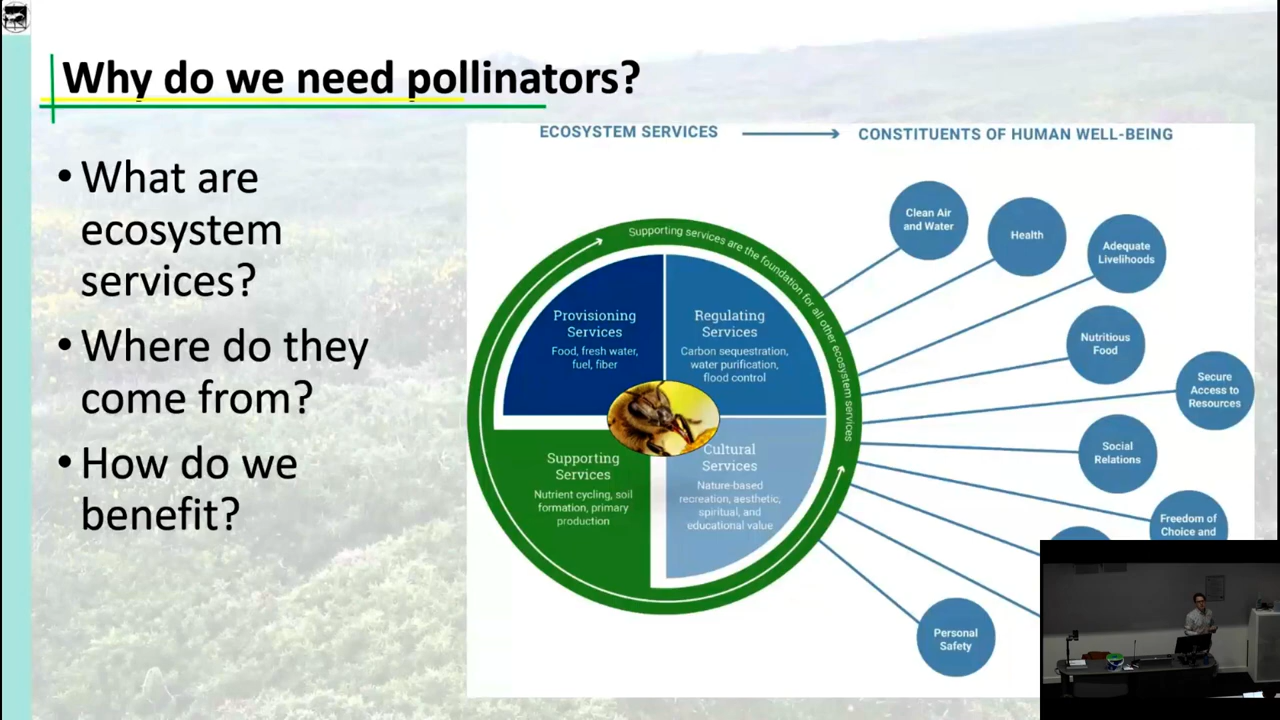 Why do we need pollinators?
• What are
ecosystem
services?
• Where do they
come from?
• How do we
benefit?
ECOSYSTEM SERVICES
CONSTITUENTS OF HUMAN WELL-BEING
Supporting services are the foundation for all other ecosystem services
Provisioning
Services
Food, fresh water,
fuel, fiber
Regulating
Services
Carbon sequestration,
water purification,
flood control
Supporting
Services
Nutrient cycling, soil
formation, primary
production
Cultural
Services
Nature-based
recreation, aesthetic,
spiritual, and
educational value
Clean Air
and Water
Health
Adequate
Livelihoods
Nutritious
Food
Secure
Access to
Resources
Social
Relations
Freedom of
Choice and
Personal
Safety